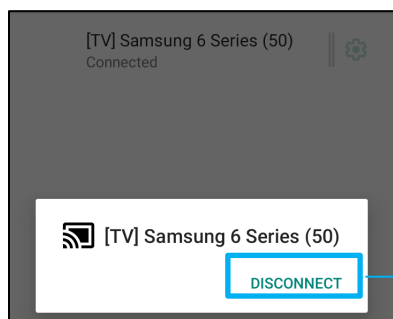 [TV] Samsung 6 Series (50)
Connected
[TV] Samsung 6 Series (50)
DISCONNECT